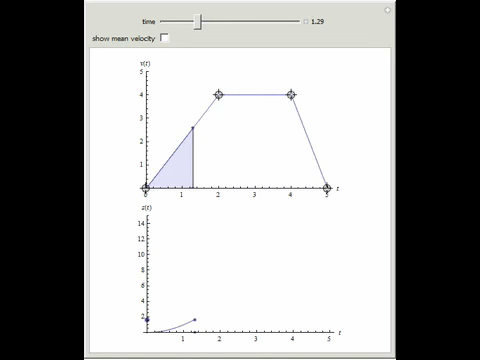 time 1.29
show mean velocity
v(t)
5
4
3
2
1
0 1 2 3 4 5 t
s(t)
14
12
10
8
6
4
2
0 1 2 3 4 5 t